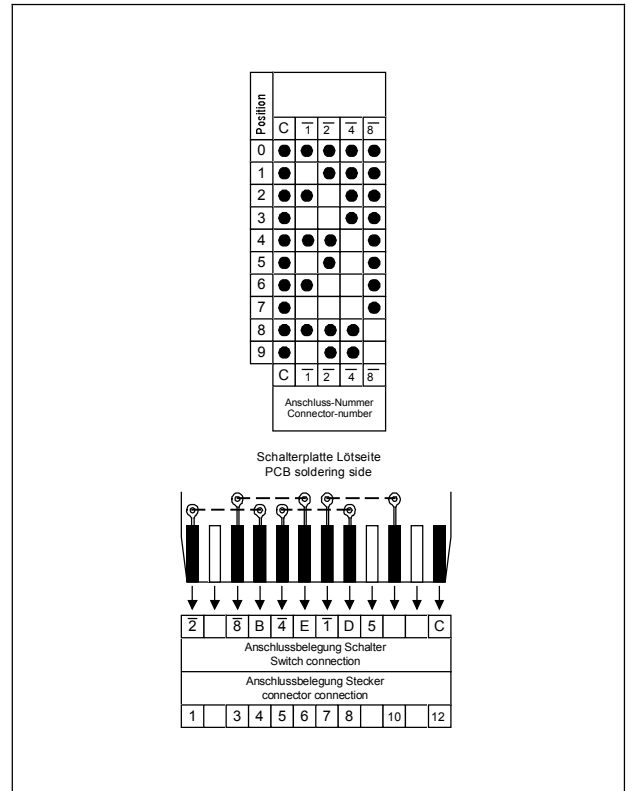 Position
C 1̅ 2̅ 4̅ 8̅
0 ● ● ● ● ●
1 ● ● ● ●
2 ● ● ● ●
3 ● ● ●
4 ● ● ● ●
5 ● ● ●
6 ● ● ●
7 ● ●
8 ● ● ● ●
9 ● ● ●
C 1̅ 2̅ 4̅ 8̅
Anschluss-Nummer
Connector-number
Schalterplatte Lötseite
PCB soldering side
2̅ 8̅ B 4̅ E 1̅ D 5 C
Anschlussbelegung Schalter
Switch connection
Anschlussbelegung Stecker
connector connection
1 3 4 5 6 7 8 10 12